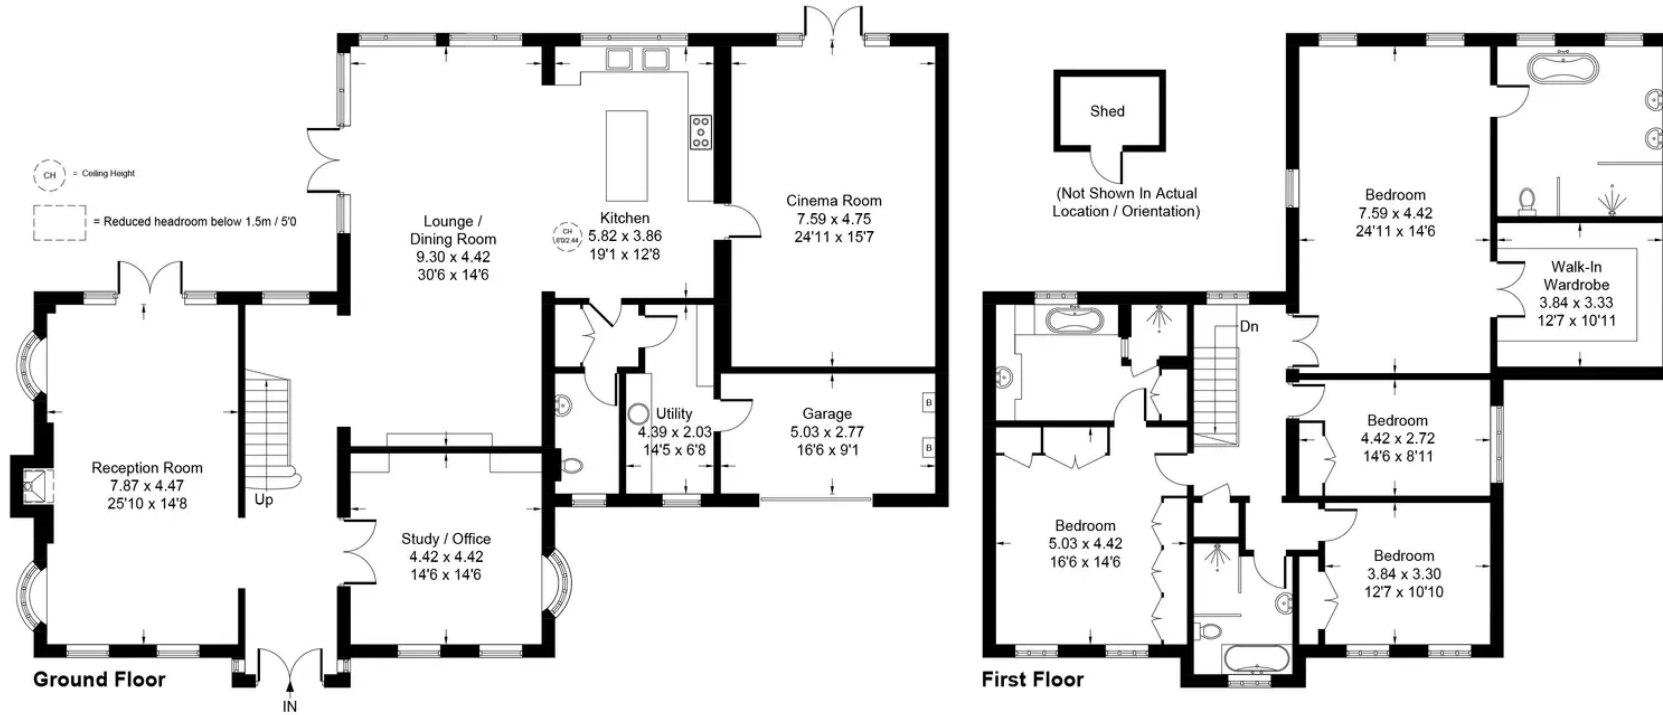 CH
= Ceiling Height
= Reduced headroom below 1.5m / 5'0
Reception Room
7.87 x 4.47
25'10 x 14'8
Up
Lounge /
Dining Room
9.30 x 4.42
30'6 x 14'6
CH
Kitchen
5.82 x 3.86
19'1 x 12'8
Cinema Room
7.59 x 4.75
24'11 x 15'7
Utility
4.39 x 2.03
14'5 x 6'8
Garage
5.03 x 2.77
16'6 x 9'1
B
B
Study / Office
4.42 x 4.42
14'6 x 14'6
Ground Floor
IN
Shed
(Not Shown In Actual
Location / Orientation)
Bedroom
7.59 x 4.42
24'11 x 14'6
Walk-In
Wardrobe
3.84 x 3.33
12'7 x 10'11
Dn
Bedroom
4.42 x 2.72
14'6 x 8'11
Bedroom
5.03 x 4.42
16'6 x 14'6
Bedroom
3.84 x 3.30
12'7 x 10'10
First Floor